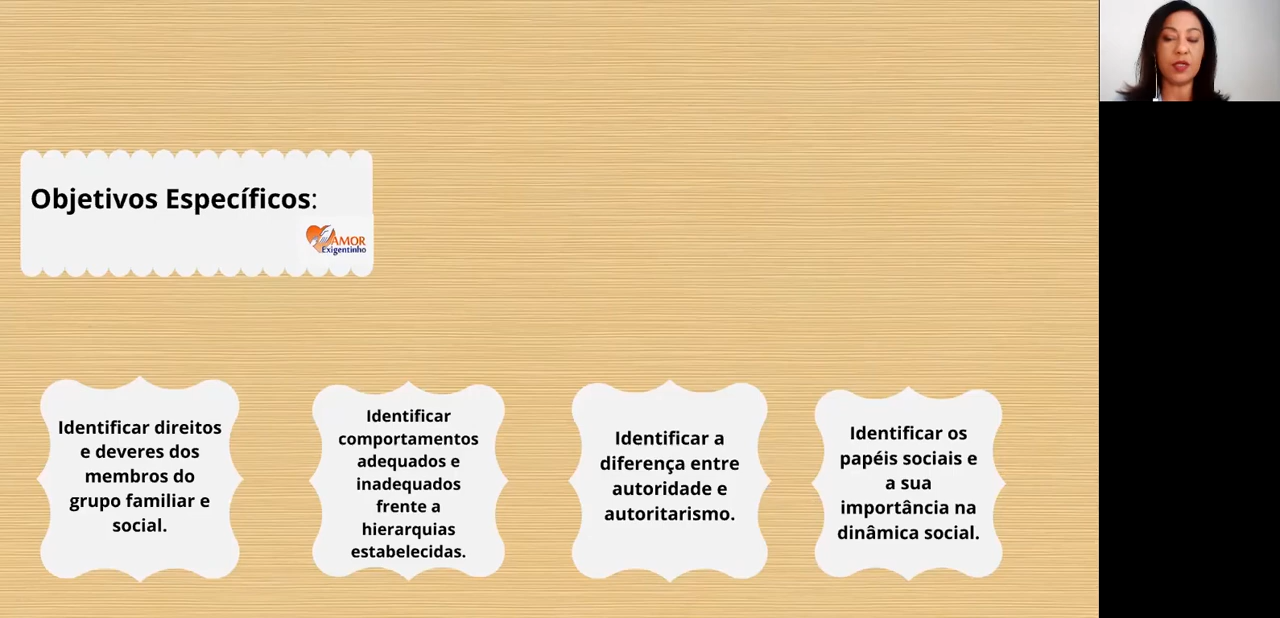 Objetivos Específicos:
AMOR
Exigentinho
Identificar direitos
e deveres dos
membros do
grupo familiar e
social.
Identificar
comportamentos
adequados e
inadequados
frente a
hierarquias
estabelecidas.
Identificar a
diferença entre
autoridade e
autoritarismo.
Identificar os
papéis sociais e
a sua
importância na
dinâmica social.